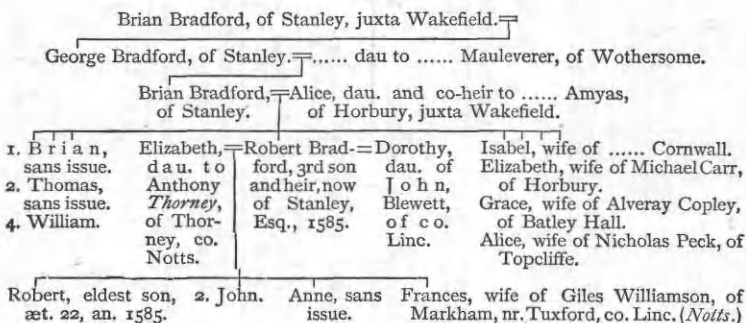 Brian Bradford, of Stanley, juxta Wakefield.
George Bradford, of Stanley. ...... dau to ...... Mauleverer, of Wothersome.
Brian Bradford, of Stanley.
Alice, dau. and co-heir to ...... Amyas, of Horbury, juxta Wakefield.
1. Brian,
sans issue.
2. Thomas,
sans issue.
4. William.
Elizabeth,
dau. to
Anthony
Thorney,
of Thor-
ney, co.
Notts.
Robert Brad-
ford, 3rd son
and heir, now
of Stanley,
Esq., 1585.
Dorothy,
dau. of
John,
Blewett,
of co.
Linc.
Isabel, wife of ...... Cornwall.
Elizabeth, wife of Michael Carr,
of Horbury.
Grace, wife of Alveray Copley,
of Batley Hall.
Alice, wife of Nicholas Peck, of
Topcliffe.
Robert, eldest son,
æt. 22, an. 1585.
2. John.
Anne, sans
issue.
Frances, wife of Giles Williamson, of
Markham, nr. Tuxford, co. Linc. (Notts.)